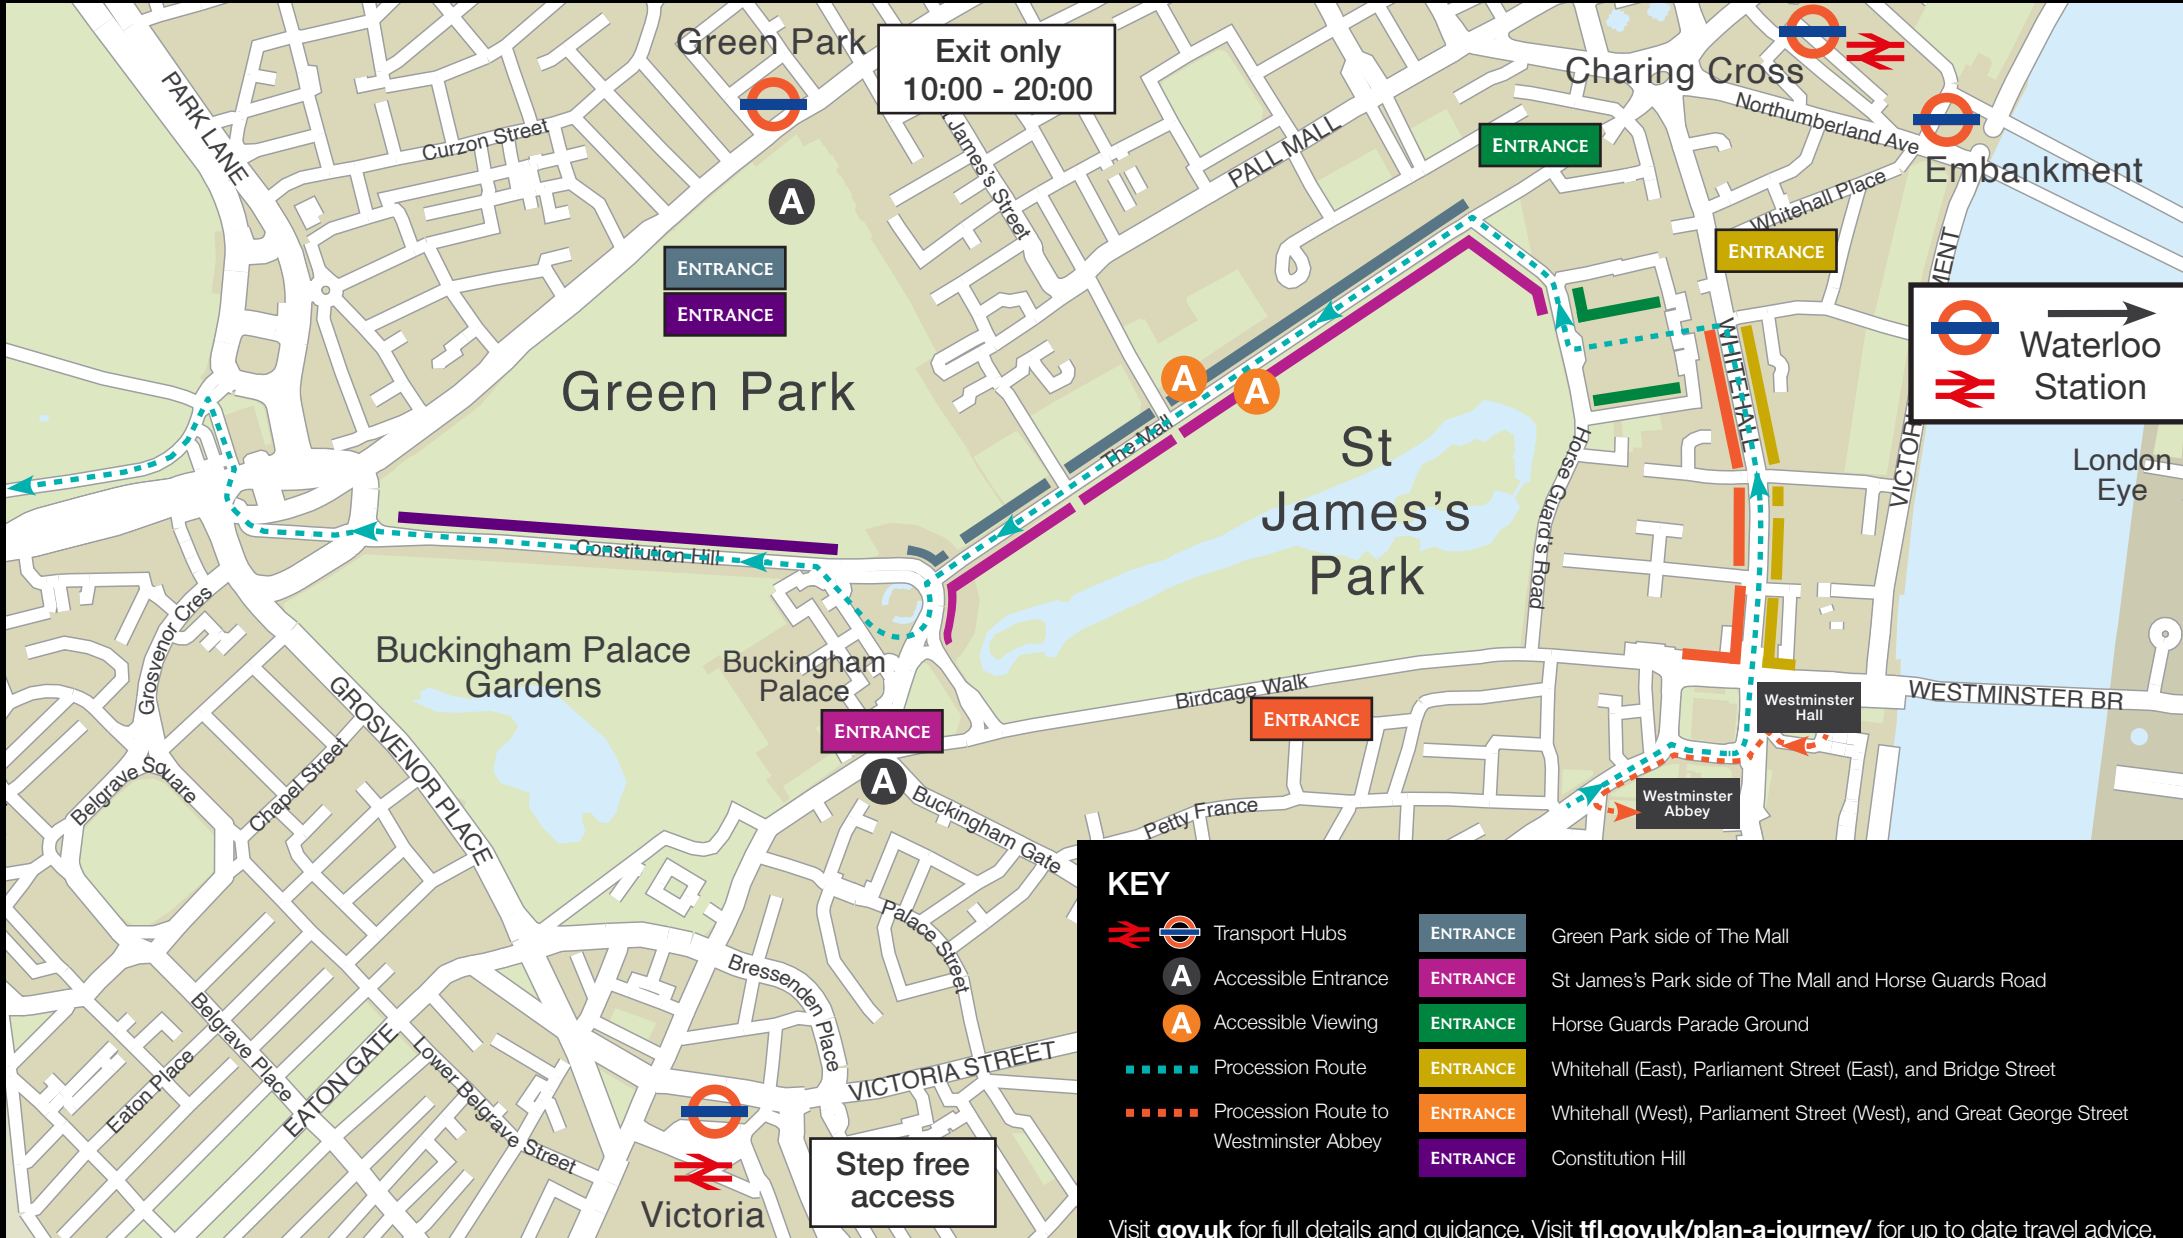 Green Park
Exit only
10:00 - 20:00
Charing Cross
Northumberland Ave
Embankment
PARK LANE
Curzon Street
James's Street
PALL MALL
ENTRANCE
Whitehall Place
ENTRANCE
A
ENTRANCE
ENTRANCE
Green Park
WHITEHALL
Waterloo
Station
VICTOR
MENT
London
Eye
A
A
The Mall
St
James's
Park
Horse Guard's Road
Constitution Hill
Grosvenor Cres
Buckingham Palace
Gardens
Buckingham
Palace
GROSVENOR PLACE
Birdcage Walk
ENTRANCE
ENTRANCE
Westminster
Hall
WESTMINSTER BR
A
Westminster
Abbey
Belgrave Square
Chapel Street
Buckingham Gate
Petty France
Palace Street
Bressenden Place
Belgrave Place
Eaton Place
EATON GATE
Lower Belgrave Street
VICTORIA STREET
Step free
access
Victoria
KEY
Transport Hubs
A Accessible Entrance
A Accessible Viewing
Procession Route
Procession Route to
Westminster Abbey
ENTRANCE Green Park side of The Mall
ENTRANCE St James's Park side of The Mall and Horse Guards Road
ENTRANCE Horse Guards Parade Ground
ENTRANCE Whitehall (East), Parliament Street (East), and Bridge Street
ENTRANCE Whitehall (West), Parliament Street (West), and Great George Street
ENTRANCE Constitution Hill
Visit gov.uk for full details and guidance. Visit tfl.gov.uk/plan-a-journey/ for up to date travel advice.